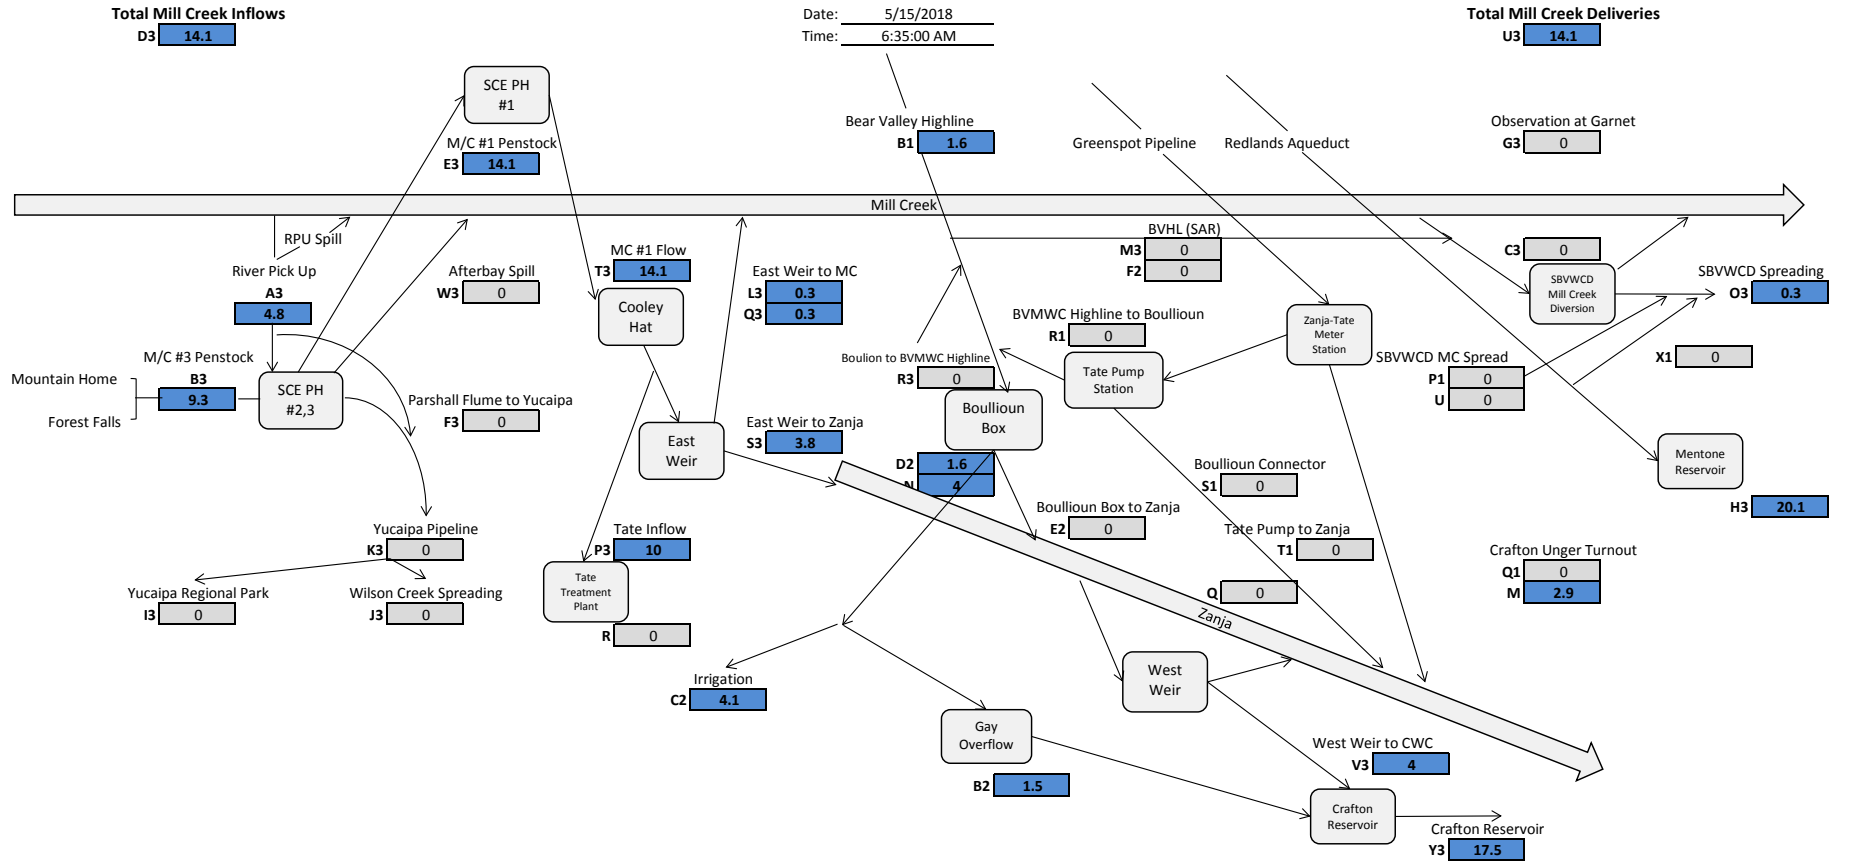 Total Mill Creek Inflows
D3 14.1
Date: 5/15/2018
Time: 6:35:00 AM
Total Mill Creek Deliveries
U3 14.1
SCE PH
#1
M/C #1 Penstock
E3 14.1
Bear Valley Highline
B1 1.6
Greenspot Pipeline
Redlands Aqueduct
Observation at Garnet
G3 0
Mill Creek
RPU Spill
River Pick Up
A3
4.8
Afterbay Spill
W3 0
MC #1 Flow
T3 14.1
Cooley
Hat
East Weir to MC
L3 0.3
Q3 0.3
BVHL (SAR)
M3 0
F2 0
C3 0
SBVWCD
Mill Creek
Diversion
SBVWCD Spreading
O3 0.3
BVMWC Highline to Boullioun
R1 0
Zanja-Tate
Meter
Station
M/C #3 Penstock
B3
9.3
Mountain Home
Forest Falls
SCE PH
#2,3
Boulion to BVMWC Highline
R3 0
Tate Pump
Station
SBVWCD MC Spread
P1 0
U 0
X1 0
Parshall Flume to Yucaipa
F3 0
East
Weir
East Weir to Zanja
S3 3.8
Boullioun
Box
D2 1.6
N 4
Boullioun Connector
S1 0
Mentone
Reservoir
H3 20.1
Yucaipa Pipeline
K3 0
Tate Inflow
P3 10
Boullioun Box to Zanja
E2 0
Tate Pump to Zanja
T1 0
Crafton Unger Turnout
Q1 0
M 2.9
Yucaipa Regional Park
I3 0
Wilson Creek Spreading
J3 0
Tate
Treatment
Plant
R 0
Q 0
Zanja
Irrigation
C2 4.1
West
Weir
Gay
Overflow
B2 1.5
West Weir to CWC
V3 4
Crafton
Reservoir
Crafton Reservoir
Y3 17.5